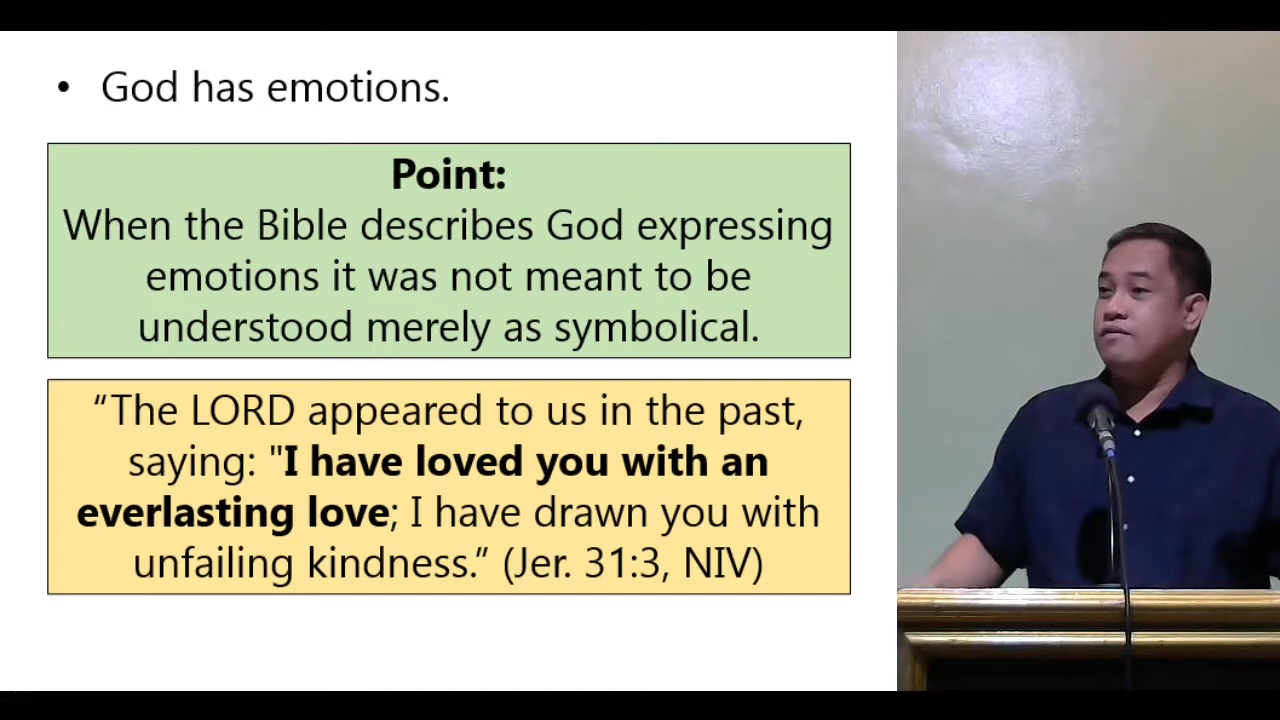 • God has emotions.
Point:
When the Bible describes God expressing
emotions it was not meant to be
understood merely as symbolical.
“The LORD appeared to us in the past,
saying: "I have loved you with an
everlasting love; I have drawn you with
unfailing kindness.” (Jer. 31:3, NIV)